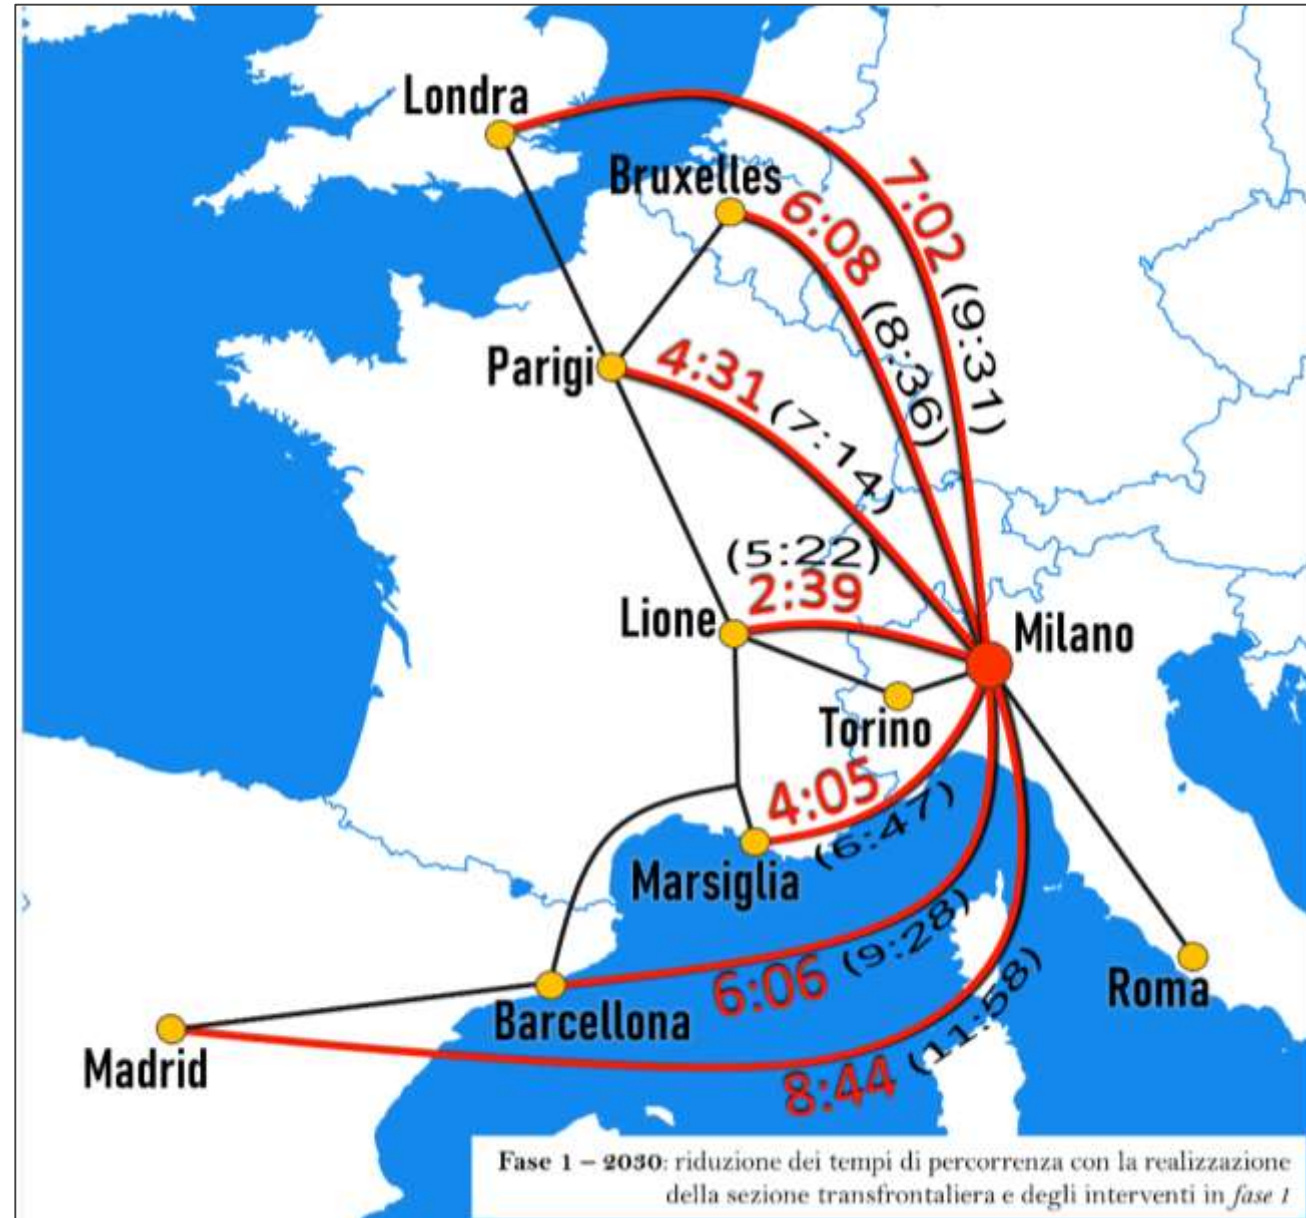 Londra
Bruxelles
7:02 (9:31)
6:08 (8:36)
Parigi
4:31 (7:14)
(5:22)
2:39
Lione
Milano
Torino
4:05
(6:47)
Marsiglia
6:06 (9:28)
Barcellona
Roma
Madrid
8:44 (11:58)
Fase 1 – 2030: riduzione dei tempi di percorrenza con la realizzazione
della sezione transfrontaliera e degli interventi in fase 1